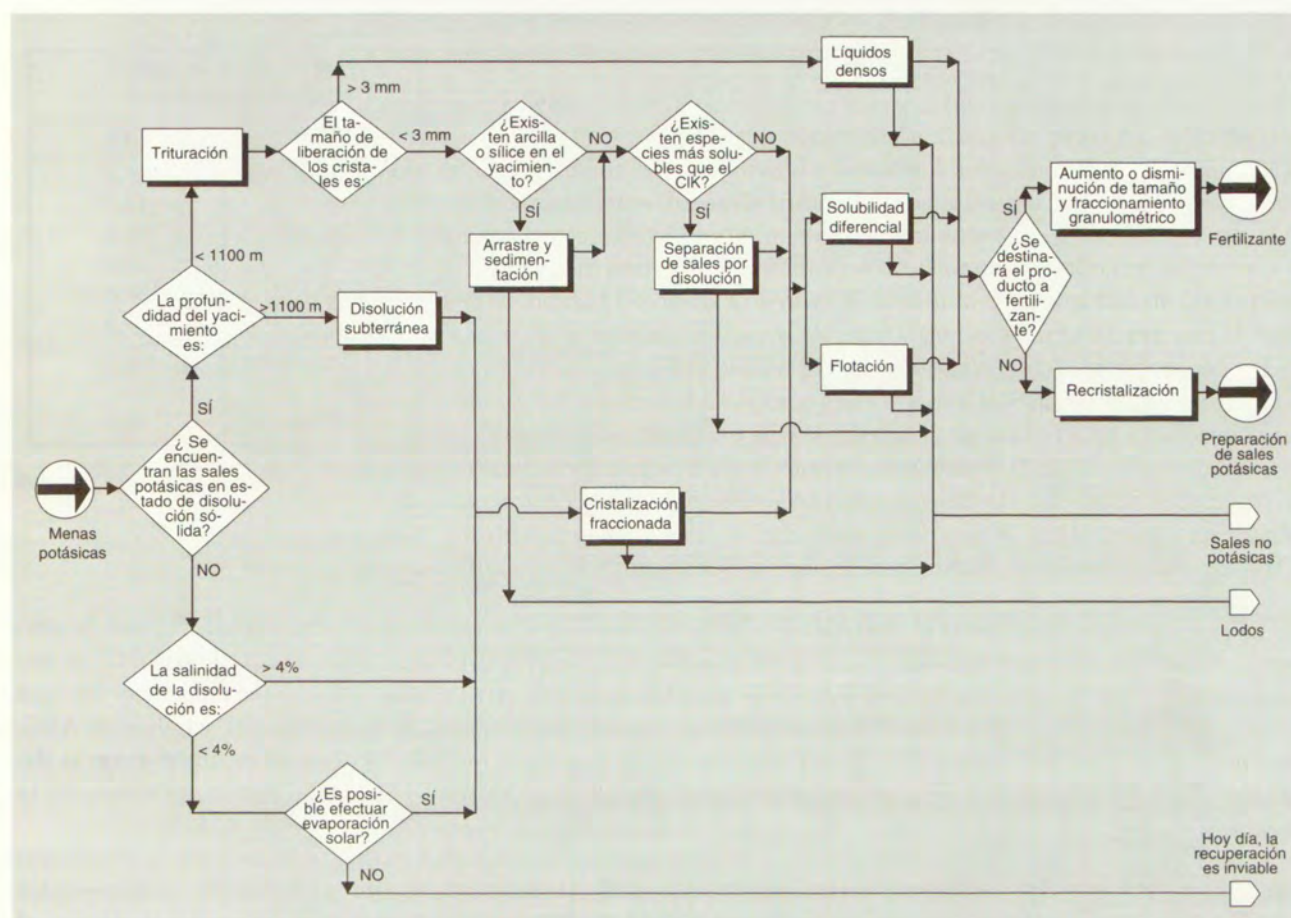 Líquidos
densos
> 3 mm
Trituración
El ta-
maño de
liberación de
los crista-
les es:
< 3 mm
¿Exis-
ten arcilla
o sílice en el
yacimien-
to?
NO
SÍ
Arrastre y
sedimen-
tación
¿Exis-
ten especies
más solu-
bles que el
ClK?
NO
SÍ
Separación
de sales por
disolución
Solubilidad
diferencial
Flotación
¿Se
destina-
rá el pro-
ducto a
fertili-
zante?
SÍ
Aumento o dismi-
nución de tamaño
y fraccionamiento
granulométrico
Fertilizante
NO
Recristalización
Preparación
de sales
potásicas
< 1100 m
La profun-
didad del yaci-
miento
es:
>1100 m
Disolución
subterránea
SÍ
¿ Se
encuen-
tran las sales
potásicas en es-
tado de disolu-
ción só-
lida?
Menas
potásicas
NO
Cristalización
fraccionada
Sales no
potásicas
Lodos
La salinidad
de la disolu-
ción es:
> 4%
< 4%
¿Es posi-
ble efectuar
evaporación
solar?
SÍ
NO
Hoy día, la
recuperación
es inviable